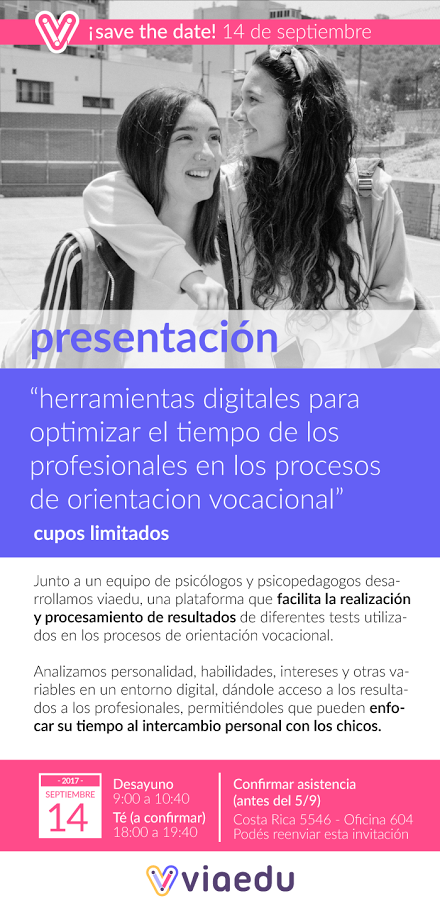 ¡save the date! 14 de septiembre
presentación
“herramientas digitales para
optimizar el tiempo de los
profesionales en los procesos
de orientacion vocacional”
cupos limitados
Junto a un equipo de psicólogos y psicopedagogos desa-
rrollamos viaedu, una plataforma que facilita la realización
y procesamiento de resultados de diferentes tests utiliza-
dos en los procesos de orientación vocacional.
Analizamos personalidad, habilidades, intereses y otras va-
riables en un entorno digital, dándole acceso a los resulta-
dos a los profesionales, permitiéndoles que pueden enfo-
car su tiempo al intercambio personal con los chicos.
- 2017 -
SEPTIEMBRE
14
Desayuno
9:00 a 10:40
Té (a confirmar)
18:00 a 19:40
Confirmar asistencia
(antes del 5/9)
Costa Rica 5546 - Oficina 604
Podés reenviar esta invitación
viaedu